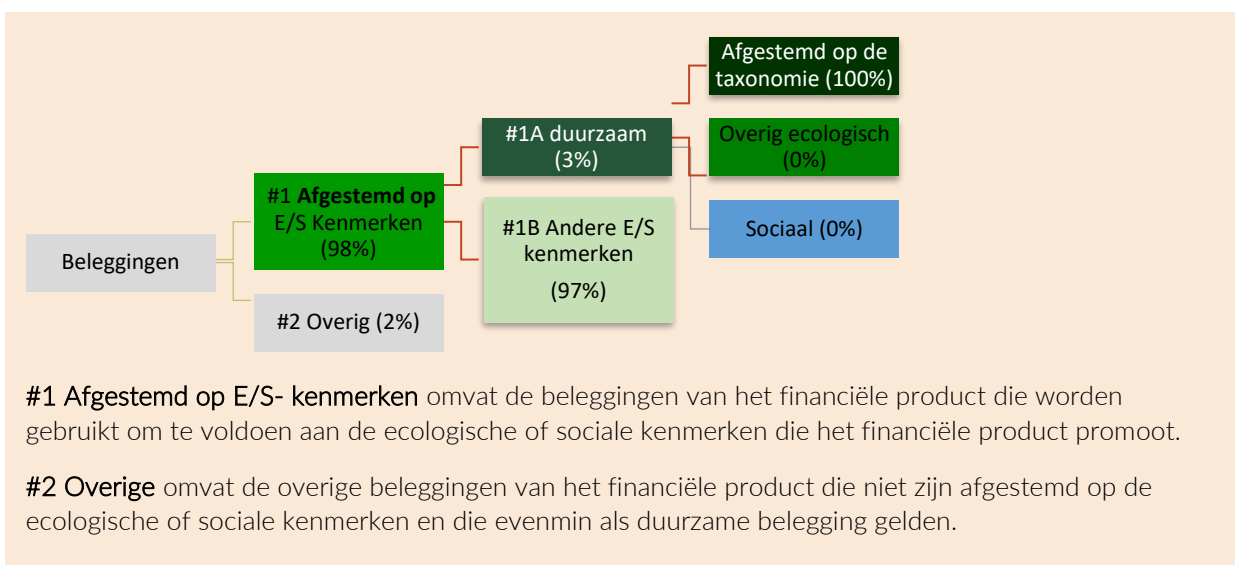 Afgestemd op de
taxonomie (100%)
#1A duurzaam
(3%)
Overig ecologisch
(0%)
#1 Afgestemd op
E/S Kenmerken
(98%)
#1B Andere E/S
kenmerken
(97%)
Sociaal (0%)
Beleggingen
#2 Overig (2%)
#1 Afgestemd op E/S- kenmerken omvat de beleggingen van het financiële product die worden
gebruikt om te voldoen aan de ecologische of sociale kenmerken die het financiële product promoot.
#2 Overige omvat de overige beleggingen van het financiële product die niet zijn afgestemd op de
ecologische of sociale kenmerken en die evenmin als duurzame belegging gelden.